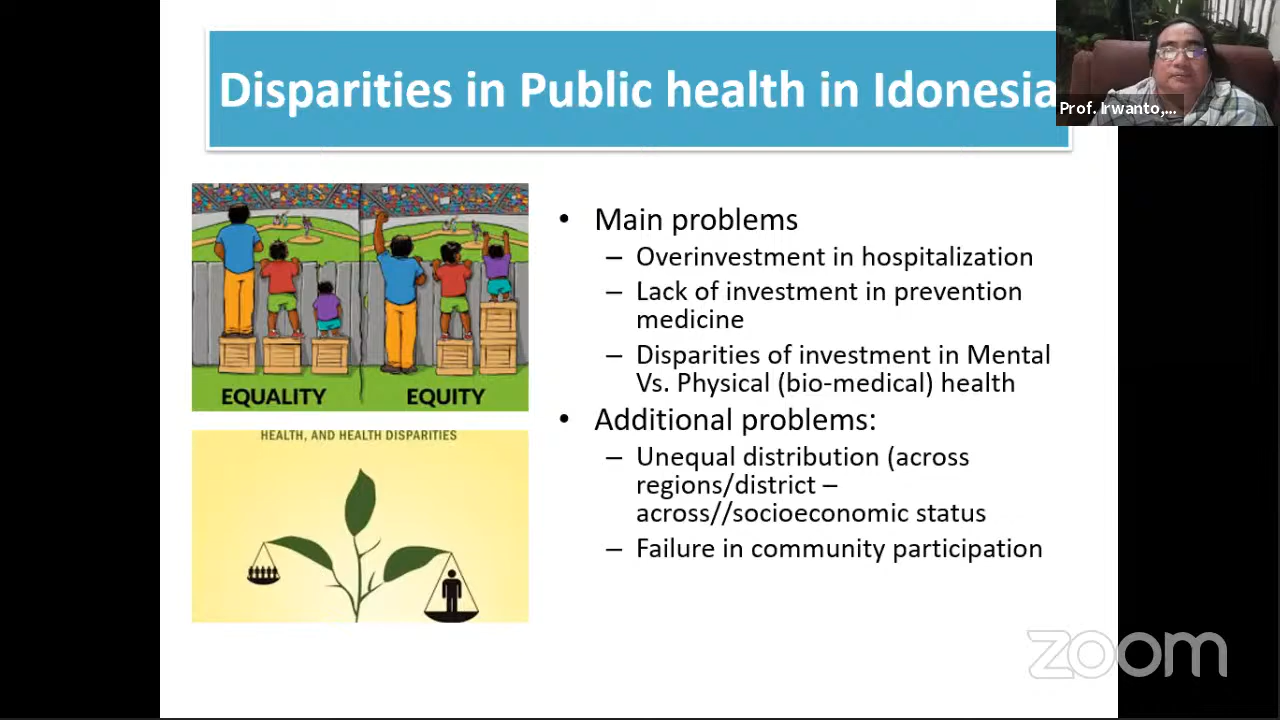 Disparities in Public health in Idonesia
Prof. Irwanto,...
EQUALITY
EQUITY
HEALTH, AND HEALTH DISPARITIES
• Main problems
– Overinvestment in hospitalization
– Lack of investment in prevention
medicine
– Disparities of investment in Mental
Vs. Physical (bio-medical) health
• Additional problems:
– Unequal distribution (across
regions/district –
across//socioeconomic status
– Failure in community participation
zoom